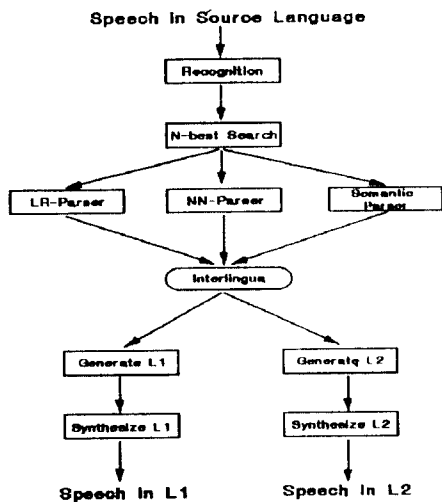 Speech in Source Language
Recognition
N-best Search
LR-Parser
NN-Parser
Semantic
Parser
Interlingua
Generate L1
Generate L2
Synthesize L1
Synthesize L2
Speech in L1
Speech in L2